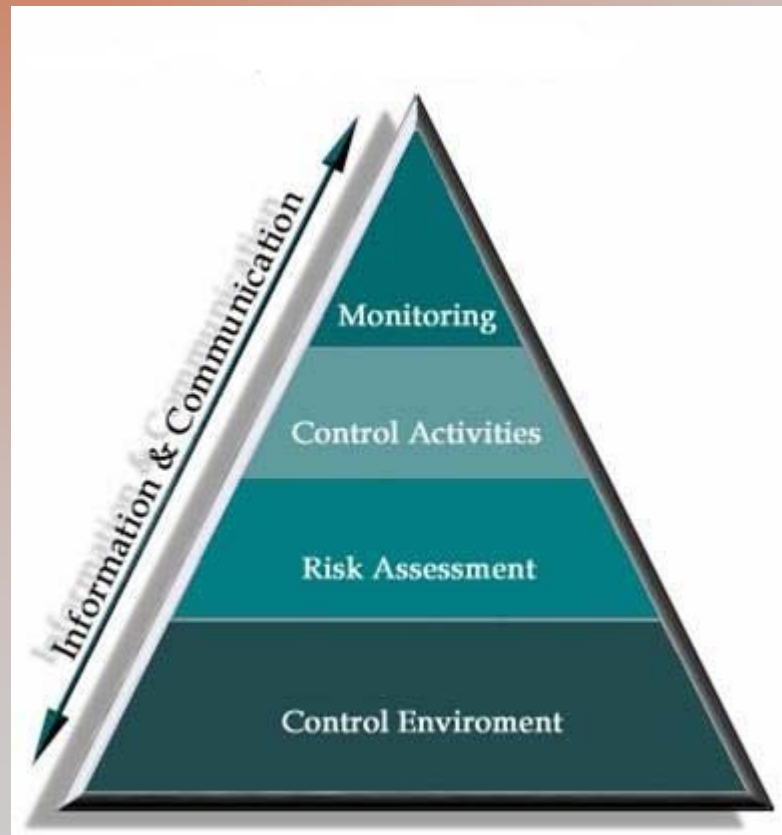 Information & Communication
Monitoring
Control Activities
Risk Assessment
Control Enviroment